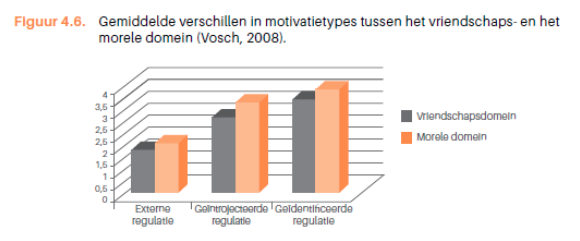 Figuur 4.6. Gemiddelde verschillen in motivatietypes tussen het vriendschaps- en het
morele domein (Vosch, 2008).
4
3,5
3
2,5
2
1,5
1
0,5
0
Externe
regulatie
Geïntrojecteerde
regulatie
Geïdentificeerde
regulatie
Vriendschapsdomein
Morele domein